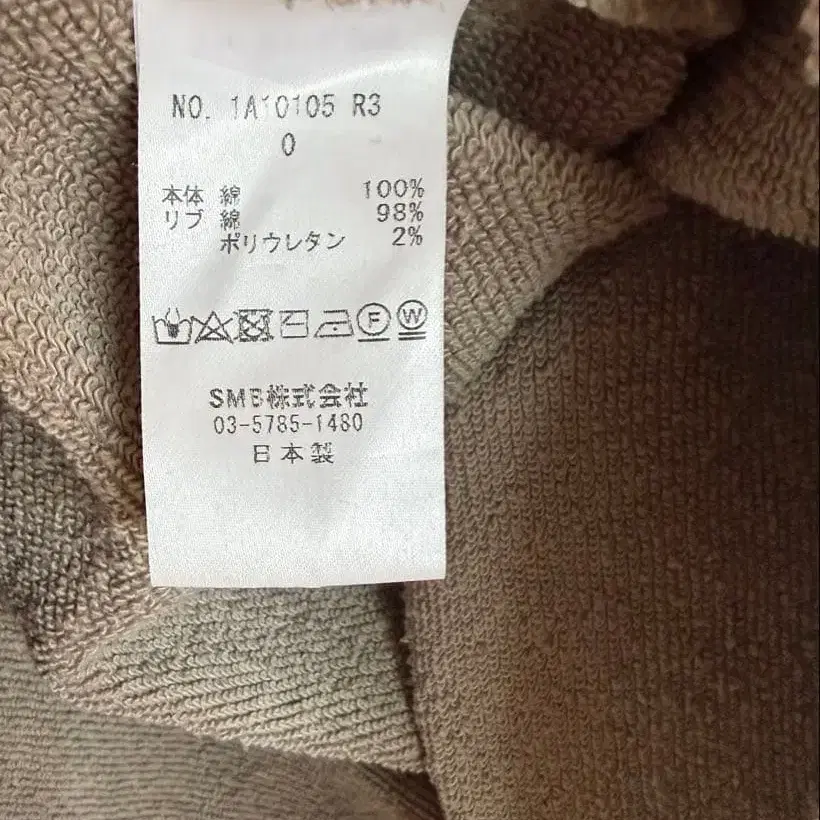 NO. 1A10105 R3
0
本体 綿 100%
リブ 綿 98%
ポリウレタン 2%
F W
SMB株式会社
03-5785-1480
日本製